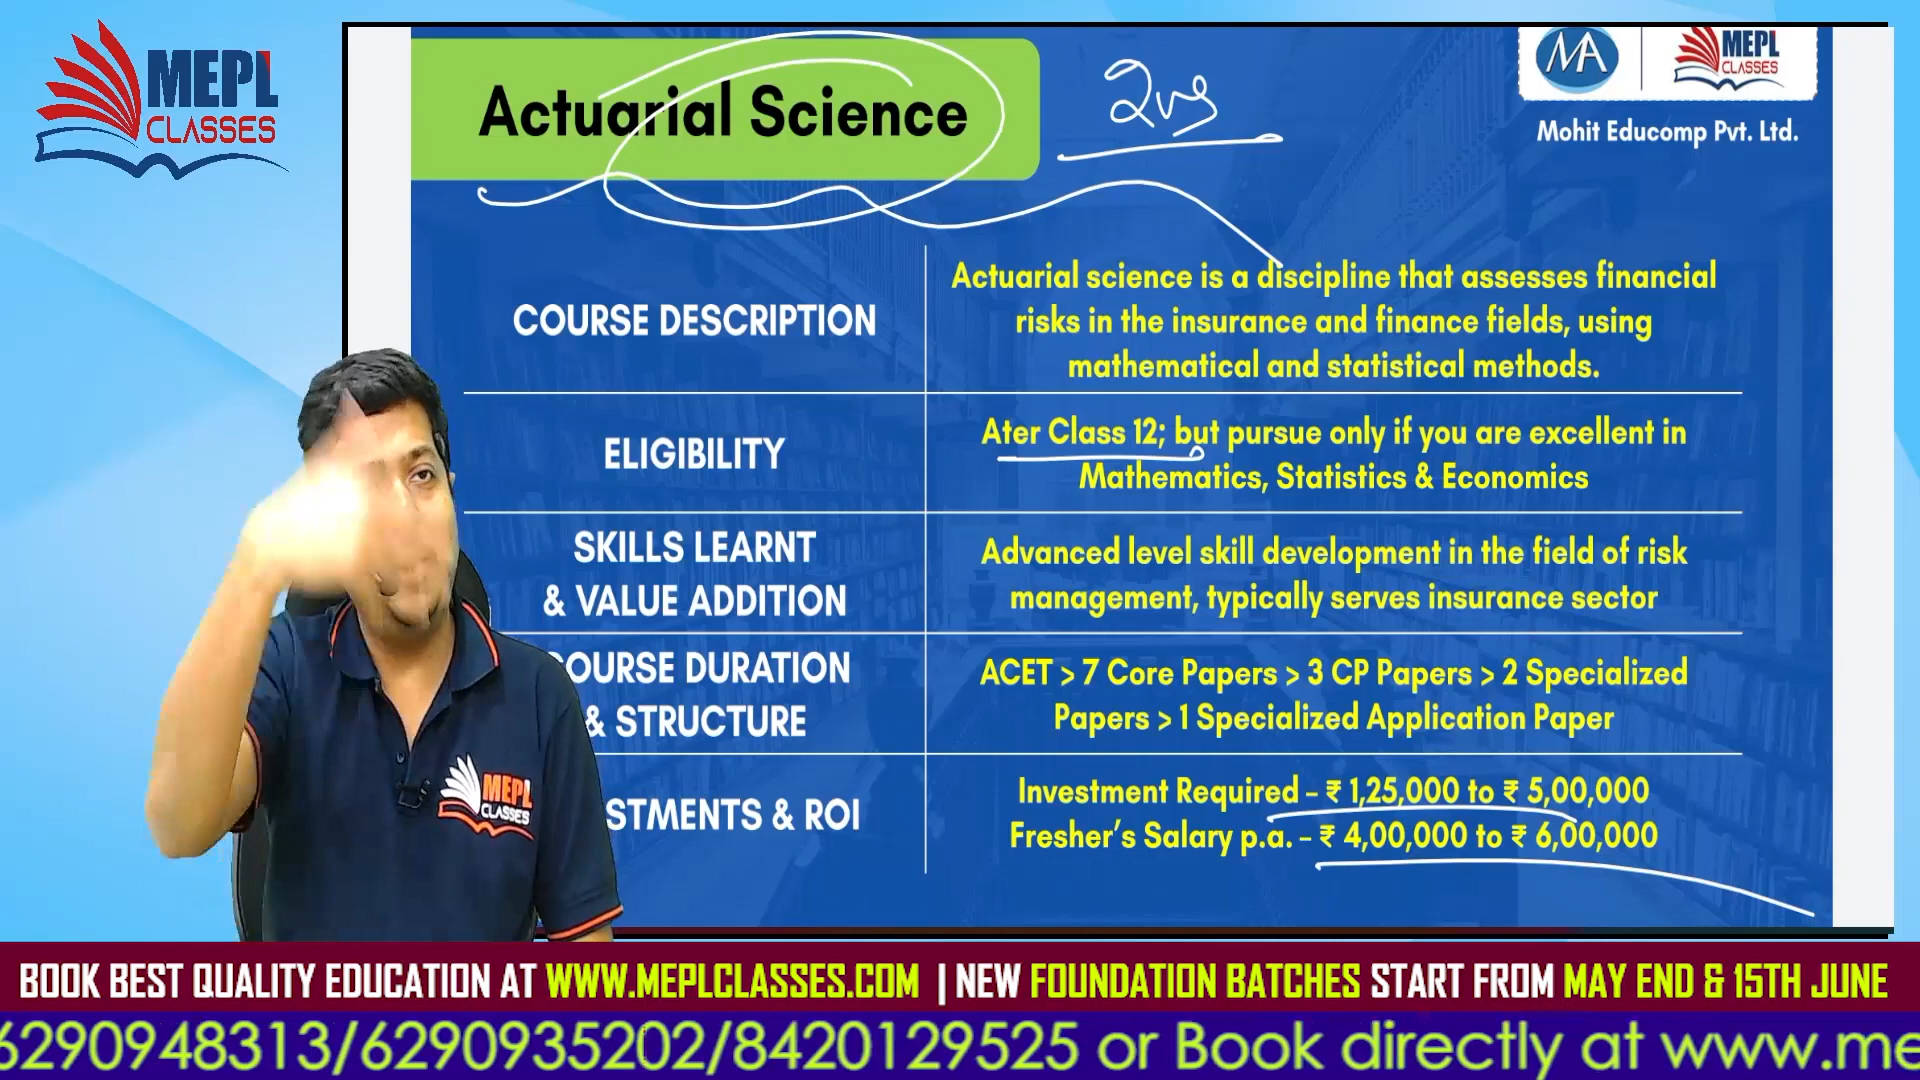 MEPL
CLASSES
Actuarial Science
MA
MEPL
CLASSES
Mohit Educomp Pvt. Ltd.
COURSE DESCRIPTION
Actuarial science is a discipline that assesses financial
risks in the insurance and finance fields, using
mathematical and statistical methods.
ELIGIBILITY
Ater Class 12; but pursue only if you are excellent in
Mathematics, Statistics & Economics
SKILLS LEARNT
& VALUE ADDITION
Advanced level skill development in the field of risk
management, typically serves insurance sector
OURSE DURATION
& STRUCTURE
ACET > 7 Core Papers > 3 CP Papers > 2 Specialized
Papers > 1 Specialized Application Paper
STMENTS & ROI
Investment Required – ₹ 1,25,000 to ₹ 5,00,000
Fresher's Salary p.a. – ₹ 4,00,000 to ₹ 6,00,000
MEPL
CLASSES
BOOK BEST QUALITY EDUCATION AT WWW.MEPLCLASSES.COM | NEW FOUNDATION BATCHES START FROM MAY END & 15TH JUNE
6290948313/6290935202/8420129525 or Book directly at www.me